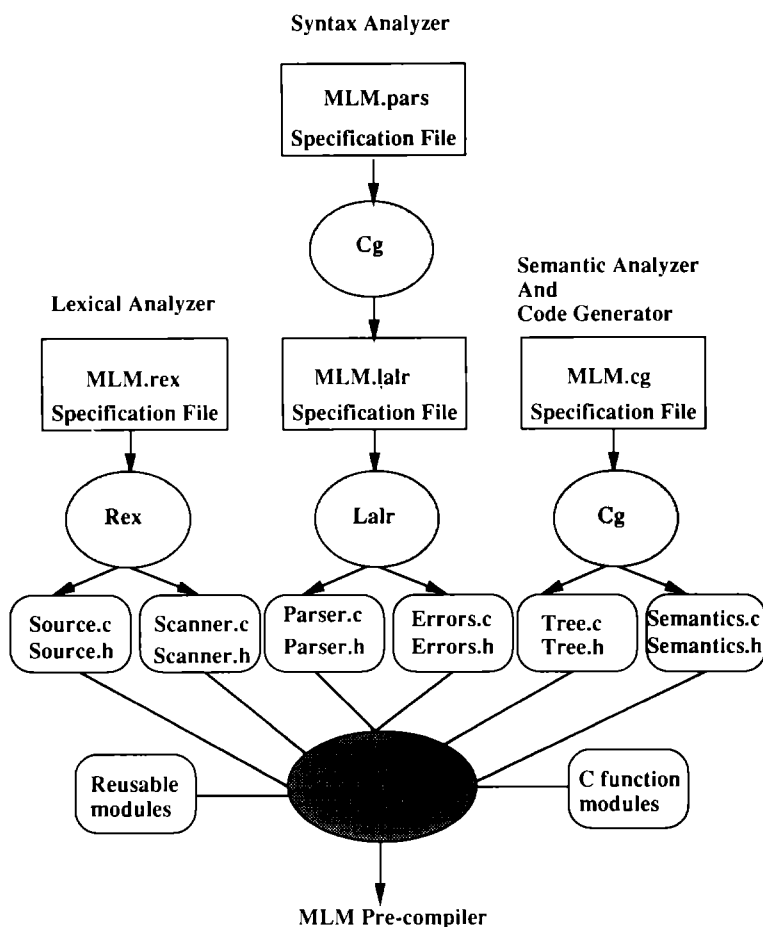 Syntax Analyzer
MLM.pars
Specification File
Cg
Semantic Analyzer
And
Code Generator
Lexical Analyzer
MLM.rex
Specification File
MLM.lalr
Specification File
MLM.cg
Specification File
Rex
Lalr
Cg
Source.c
Source.h
Scanner.c
Scanner.h
Parser.c
Parser.h
Errors.c
Errors.h
Tree.c
Tree.h
Semantics.c
Semantics.h
Reusable
modules
C function
modules
MLM Pre-compiler